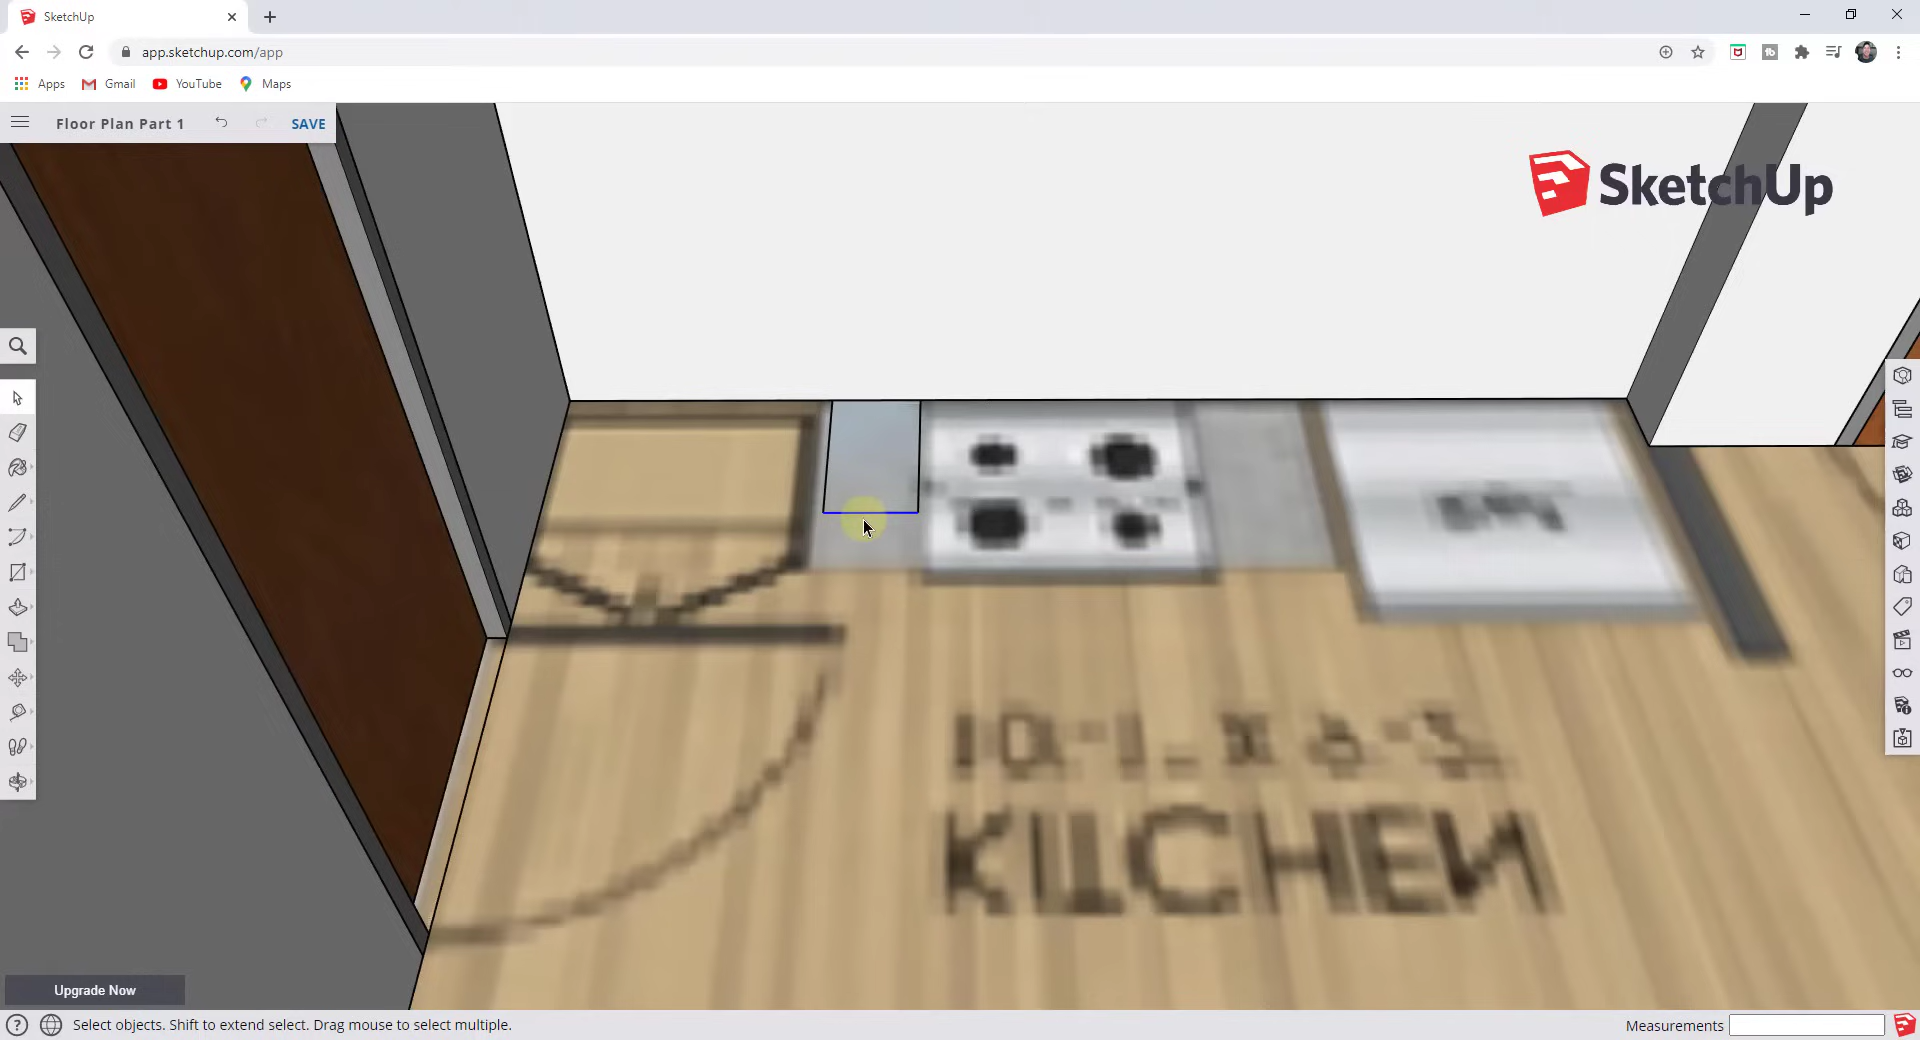 SketchUp
app.sketchup.com/app
Apps
Gmail
YouTube
Maps
Floor Plan Part 1
SAVE
SketchUp
KITCHEN
Upgrade Now
Select objects. Shift to extend select. Drag mouse to select multiple.
Measurements